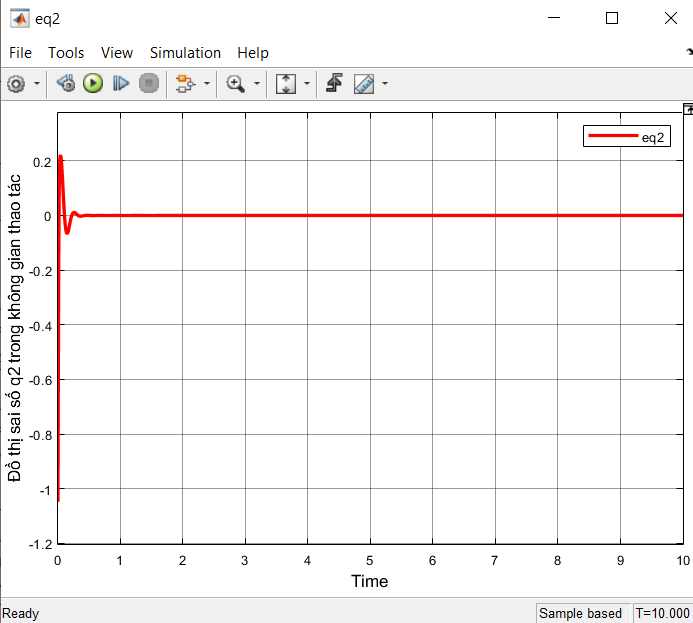 eq2
File Tools View Simulation Help
eq2
Đồ thị sai số q2 trong không gian thao tác
0.2
0
-0.2
-0.4
-0.6
-0.8
-1
-1.2
0 1 2 3 4 5 6 7 8 9 10
Time
Ready Sample based T=10.000